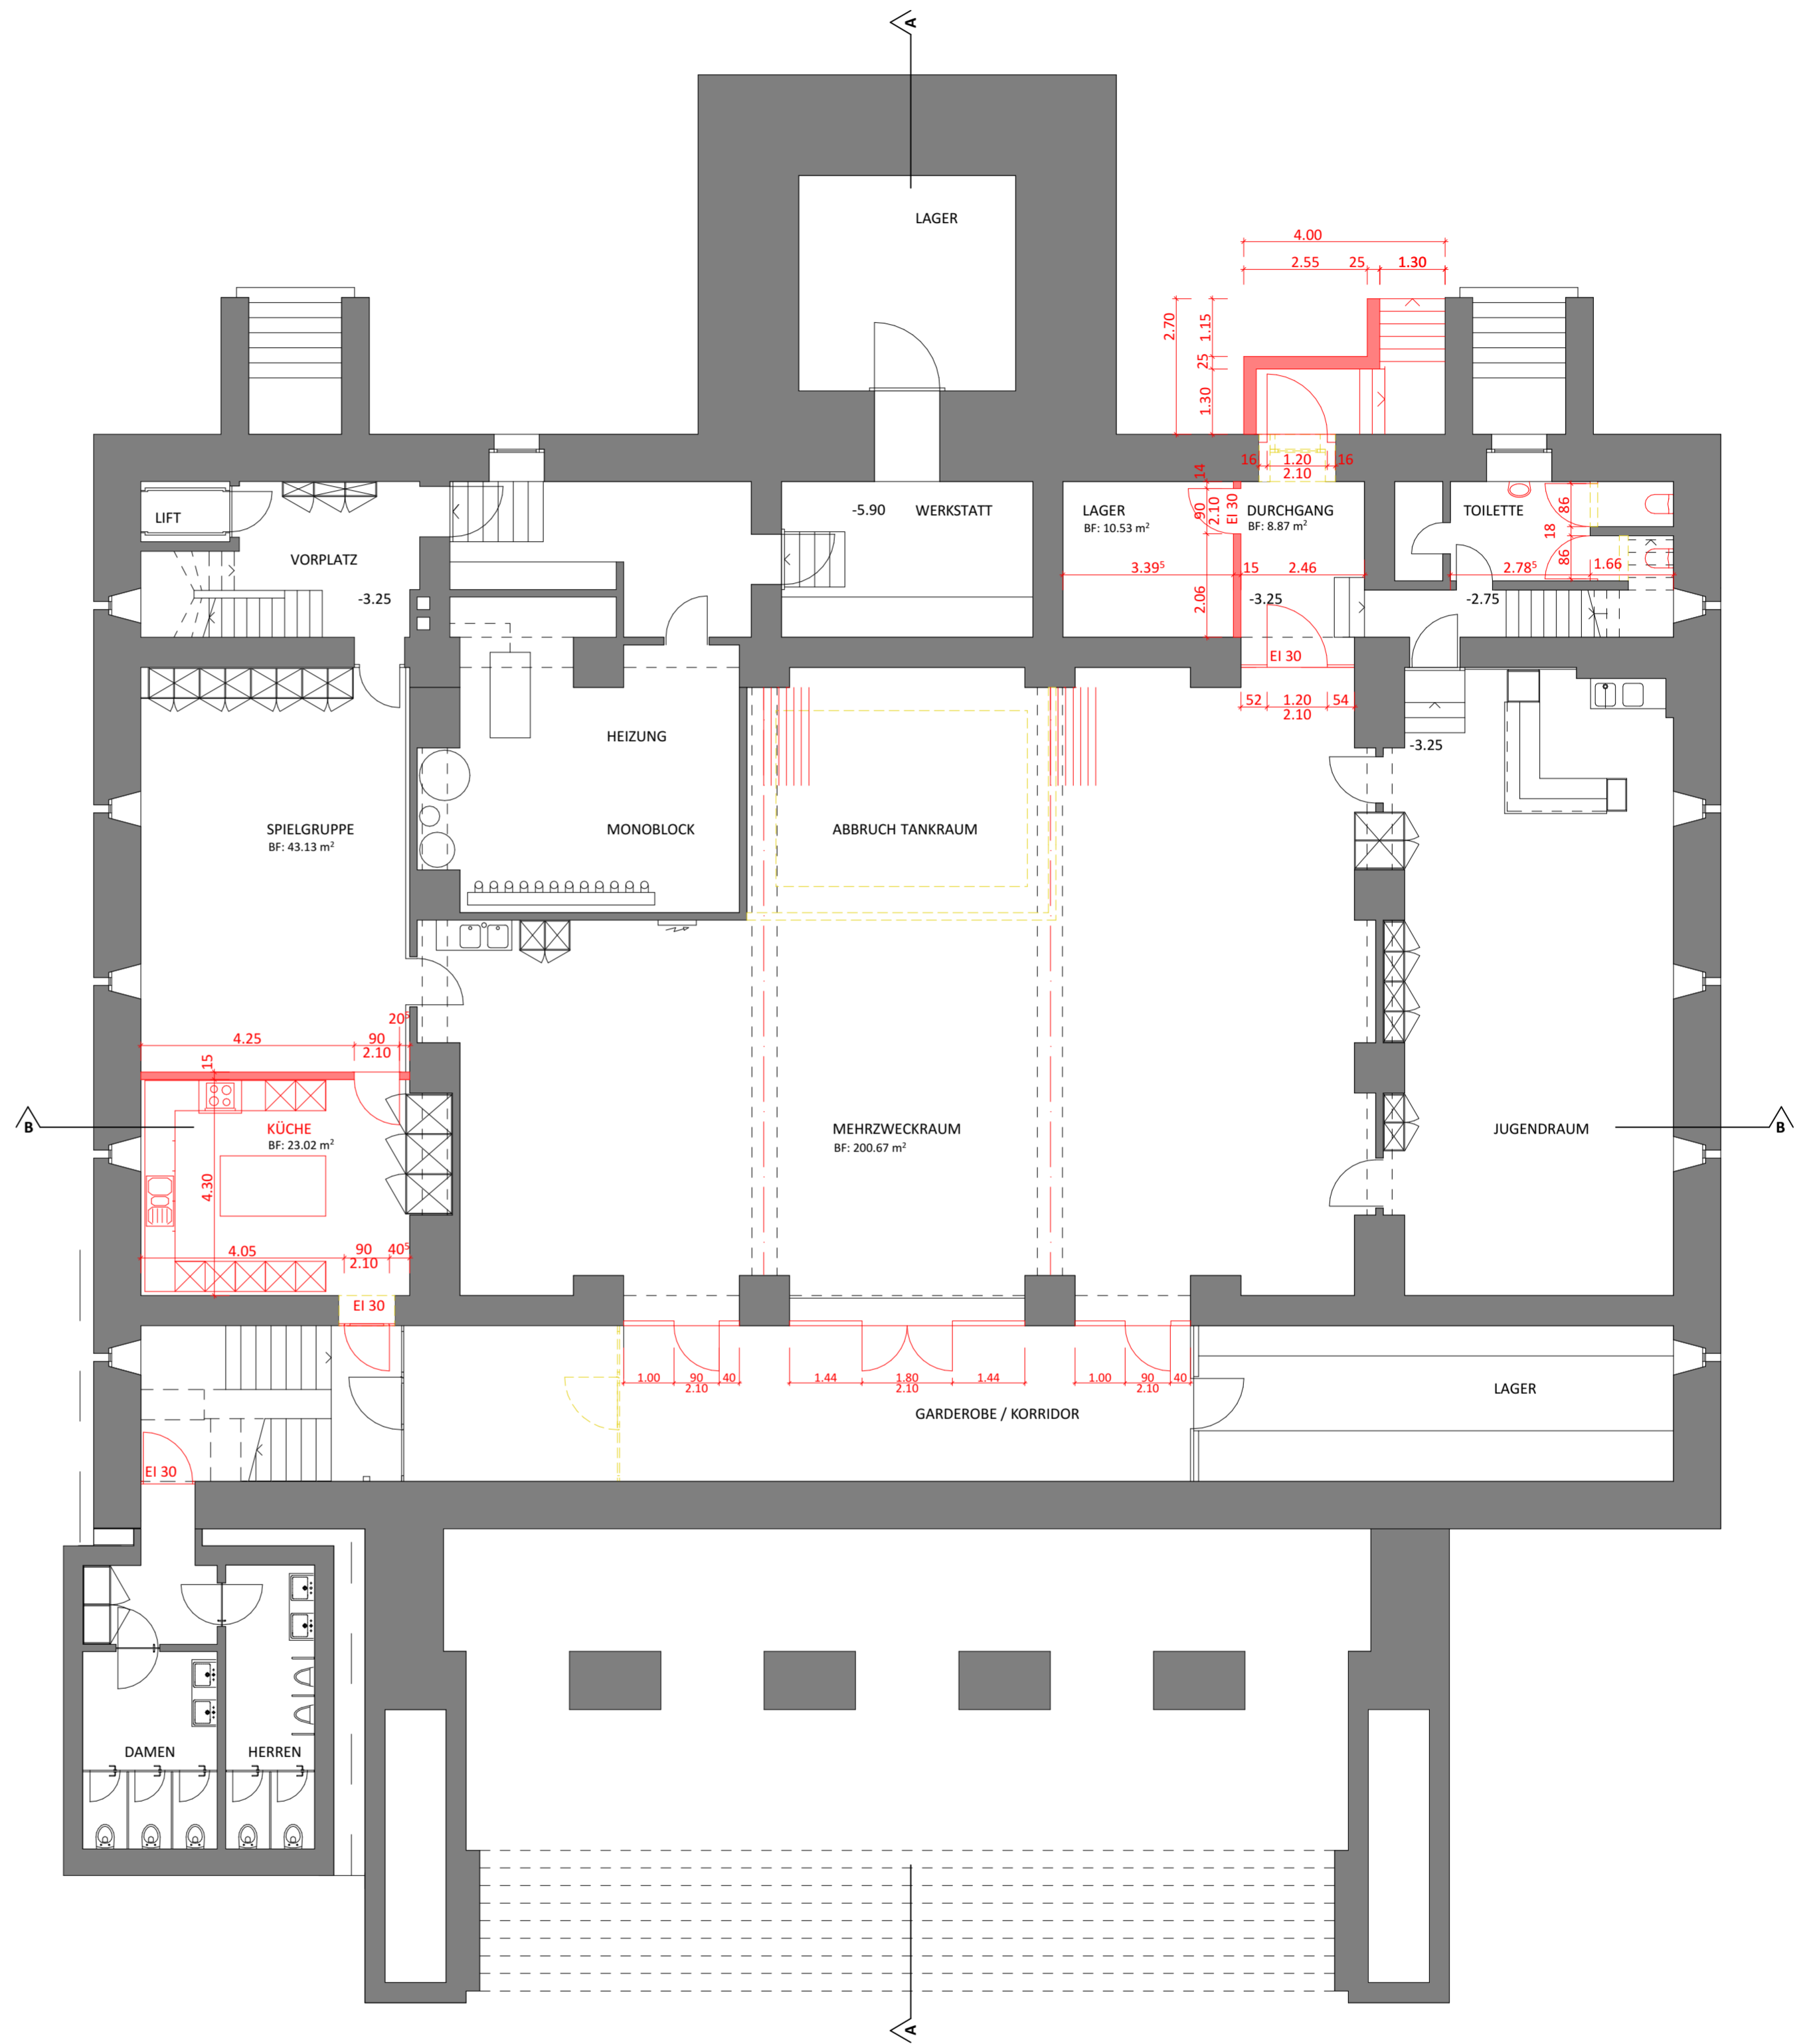 A
LAGER
4.00
2.55 25 1.30
2.70
1.15
25
1.30
16 1.20 16
2.10
14
90
2.10
EI 30
LIFT
-5.90 WERKSTATT
LAGER
BF: 10.53 m²
DURCHGANG
BF: 8.87 m²
TOILETTE
86
18
86
VORPLATZ
3.39⁵ 15 2.46
2.78⁵ 1.66
-3.25
2.06
-3.25
-2.75
EI 30
52 1.20 54
2.10
HEIZUNG
-3.25
SPIELGRUPPE
BF: 43.13 m²
MONOBLOCK
ABBRUCH TANKRAUM
20⁵
4.25 90
2.10
15
B
KÜCHE
BF: 23.02 m²
MEHRZWECKRAUM
BF: 200.67 m²
JUGENDRAUM
B
4.30
4.05 90 40⁵
2.10
EI 30
1.00 90 40
2.10
1.44 1.80 1.44
2.10
1.00 90 40
2.10
LAGER
GARDEROBE / KORRIDOR
EI 30
DAMEN
HERREN
A